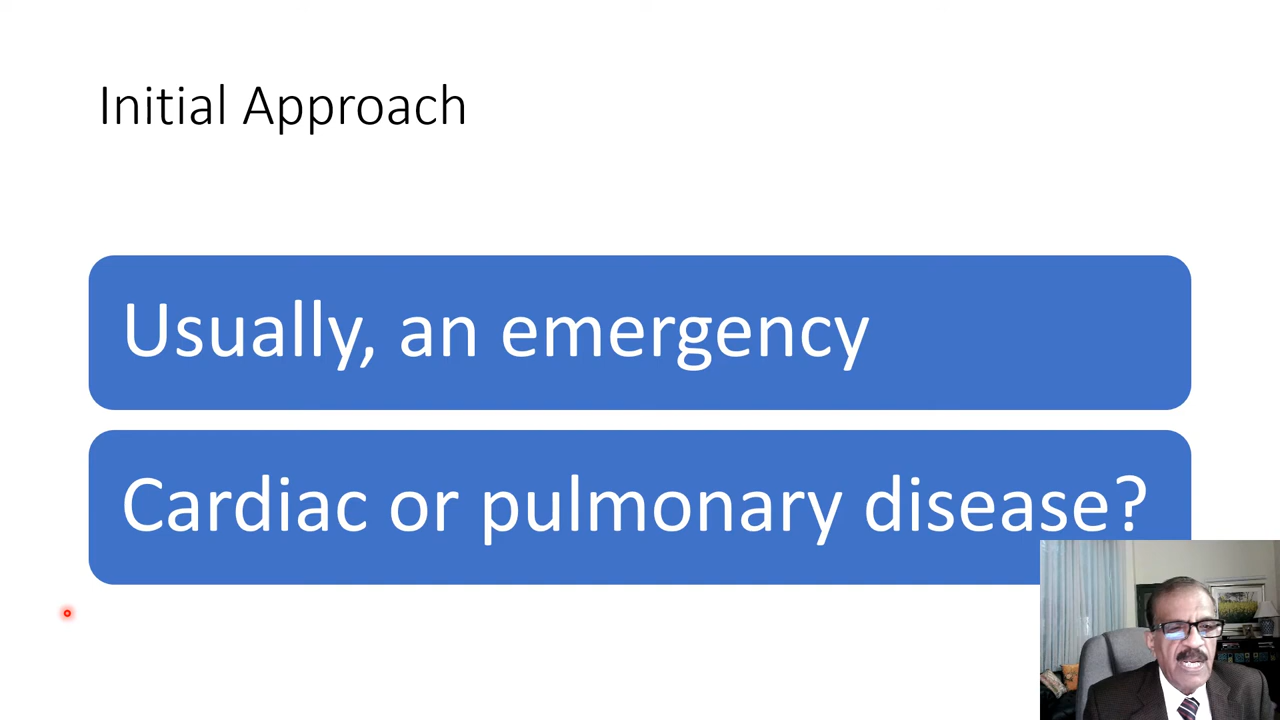 Initial Approach
Usually, an emergency
Cardiac or pulmonary disease?